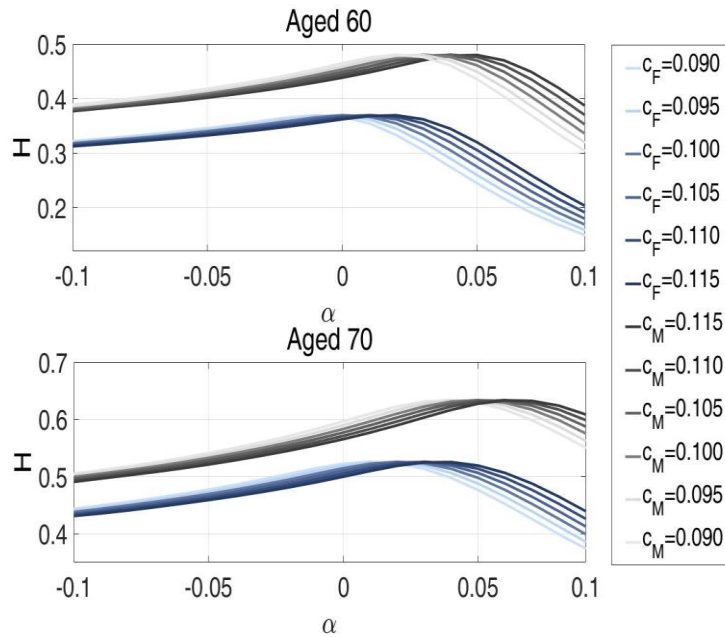 Aged 60
0.5
0.4
0.3
0.2
H
-0.1
-0.05
0
0.05
0.1
α
Aged 70
0.7
0.6
0.5
0.4
H
-0.1
-0.05
0
0.05
0.1
α
c_F=0.090
c_F=0.095
c_F=0.100
c_F=0.105
c_F=0.110
c_F=0.115
c_M=0.115
c_M=0.110
c_M=0.105
c_M=0.100
c_M=0.095
c_M=0.090